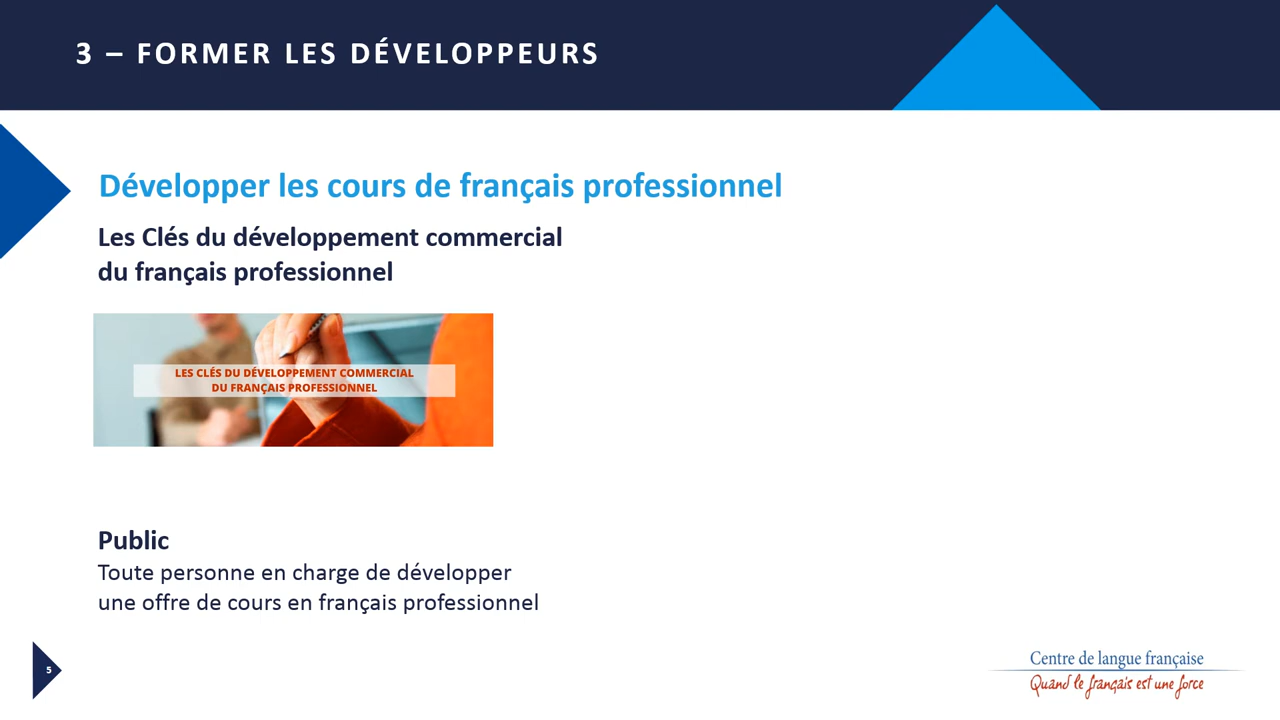 3 – FORMER LES DÉVELOPPEURS
Développer les cours de français professionnel
Les Clés du développement commercial
du français professionnel
LES CLÉS DU DÉVELOPPEMENT COMMERCIAL
DU FRANÇAIS PROFESSIONNEL
Public
Toute personne en charge de développer
une offre de cours en français professionnel
5
Centre de langue française
Quand le français est une force